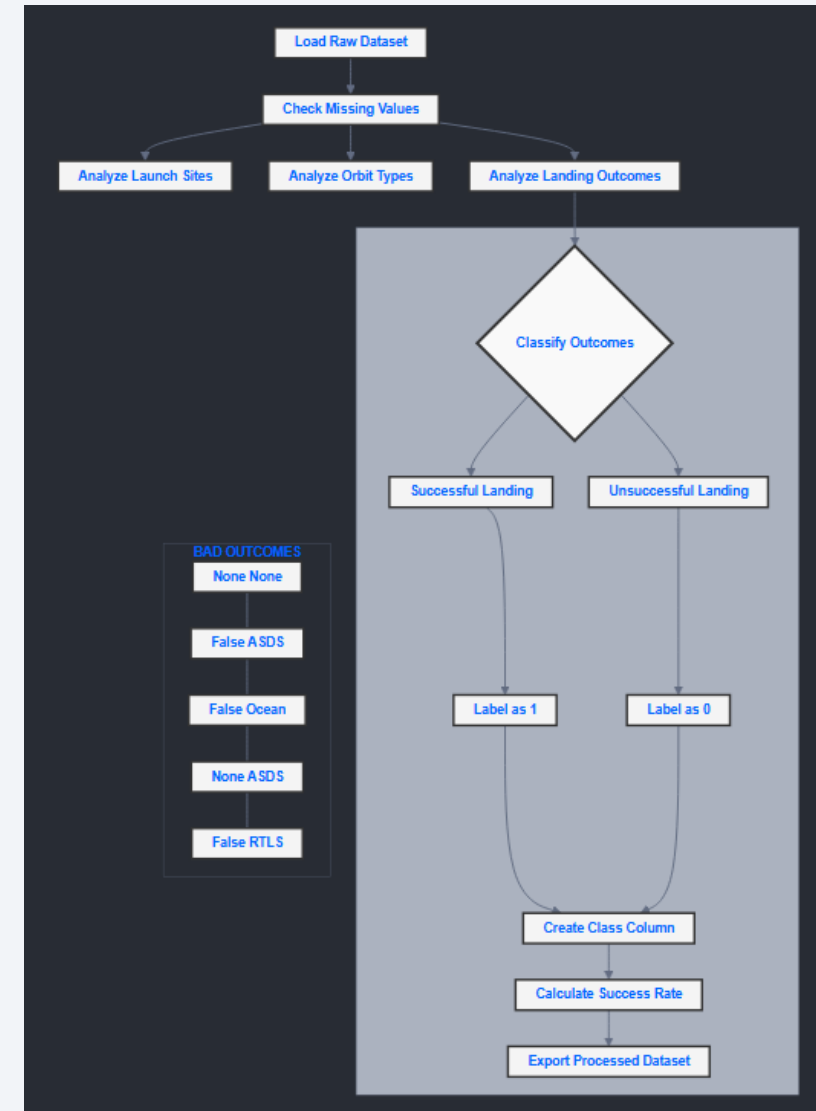 Load Raw Dataset
Check Missing Values
Analyze Launch Sites
Analyze Orbit Types
Analyze Landing Outcomes
Classify Outcomes
Successful Landing
Unsuccessful Landing
BAD OUTCOMES
None None
False ASDS
False Ocean
None ASDS
False RTLS
Label as 1
Label as 0
Create Class Column
Calculate Success Rate
Export Processed Dataset